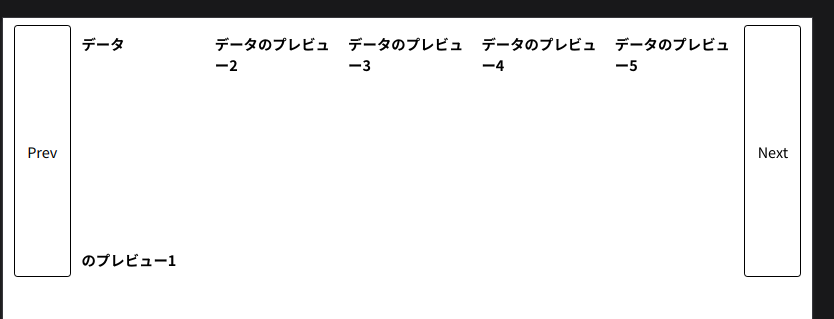 Prev
データ
のプレビュー1
データのプレビュ
ー2
データのプレビュ
ー3
データのプレビュ
ー4
データのプレビュ
ー5
Next